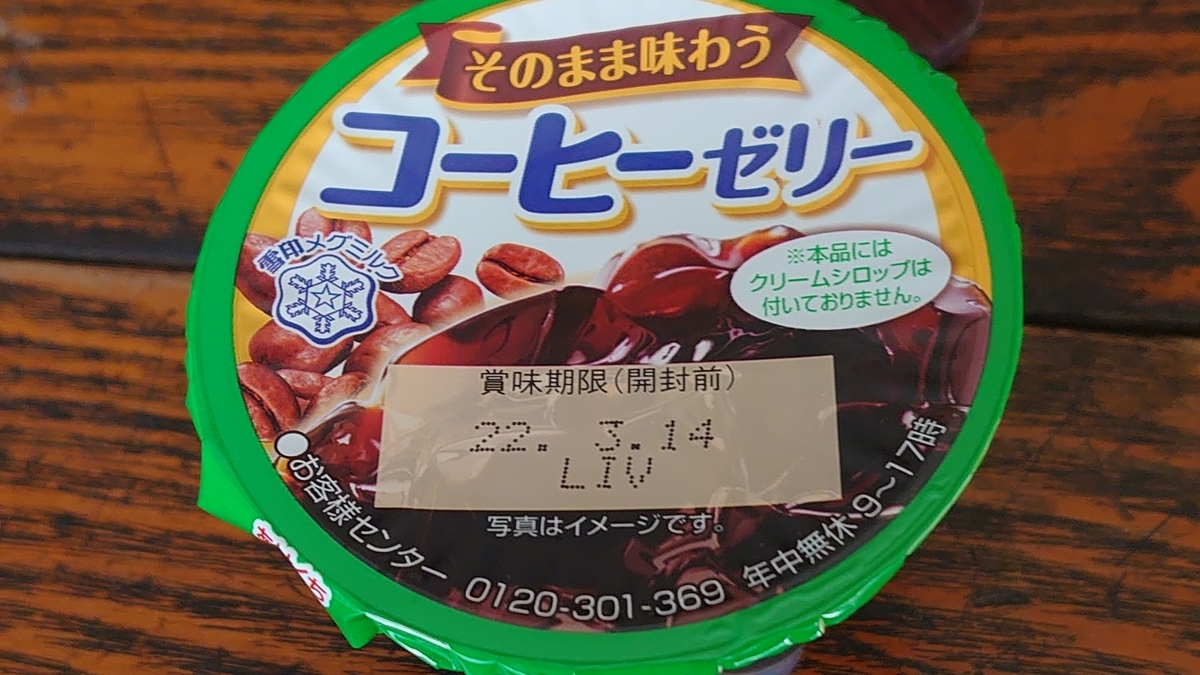 そのまま味わう
コーヒーゼリー
雪印メグミルク
※本品には
クリームシロップは
付いておりません。
賞味期限(開封前)
22. 3.14
LIV
写真はイメージです。
●お客様センター 0120-301-369 年中無休 9〜17時